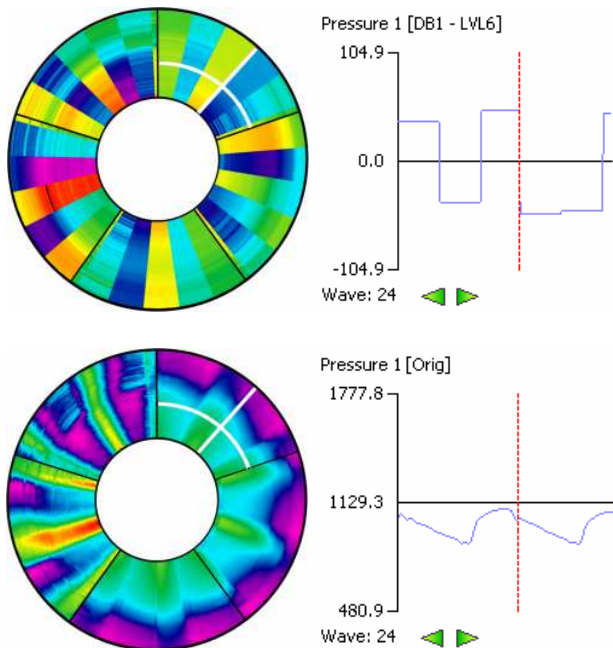 Pressure 1 [DB1 - LVL6]
104.9
0.0
-104.9
Wave: 24
Pressure 1 [Orig]
1777.8
1129.3
480.9
Wave: 24